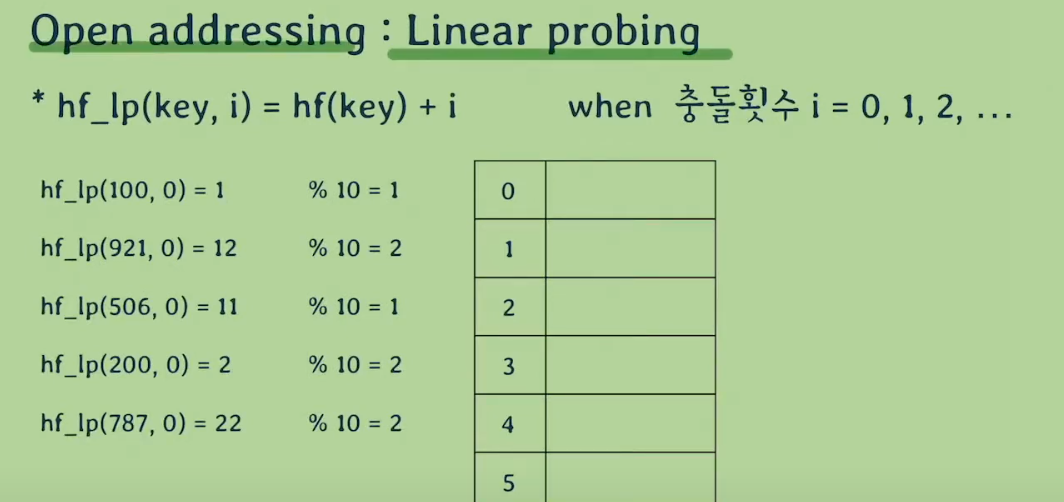 Open addressing : Linear probing
* hf_lp(key, i) = hf(key) + i when 충돌횟수 i = 0, 1, 2, ...
hf_lp(100, 0) = 1 % 10 = 1
hf_lp(921, 0) = 12 % 10 = 2
hf_lp(506, 0) = 11 % 10 = 1
hf_lp(200, 0) = 2 % 10 = 2
hf_lp(787, 0) = 22 % 10 = 2
0
1
2
3
4
5